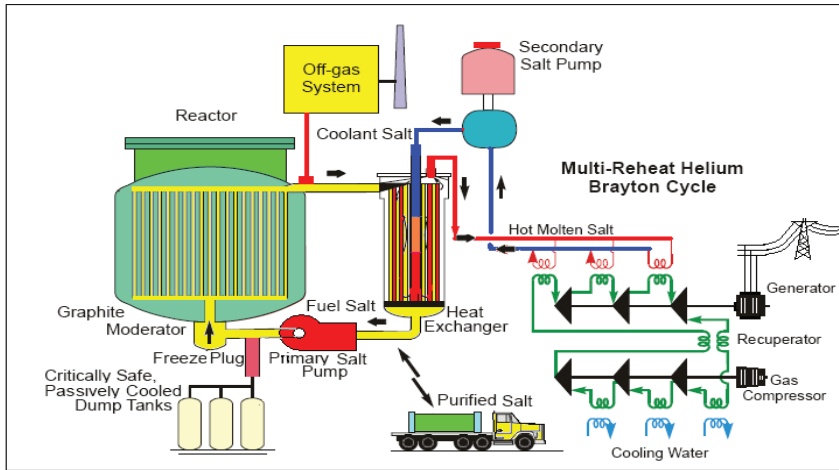 Secondary
Salt Pump
Off-gas
System
Reactor
Coolant Salt
Multi-Reheat Helium
Brayton Cycle
Hot Molten Salt
Generator
Graphite
Moderator
Fuel Salt
Heat
Exchanger
Recuperator
Freeze Plug
Primary Salt
Pump
Critically Safe,
Passively Cooled
Dump Tanks
Gas
Compressor
Purified Salt
Cooling Water